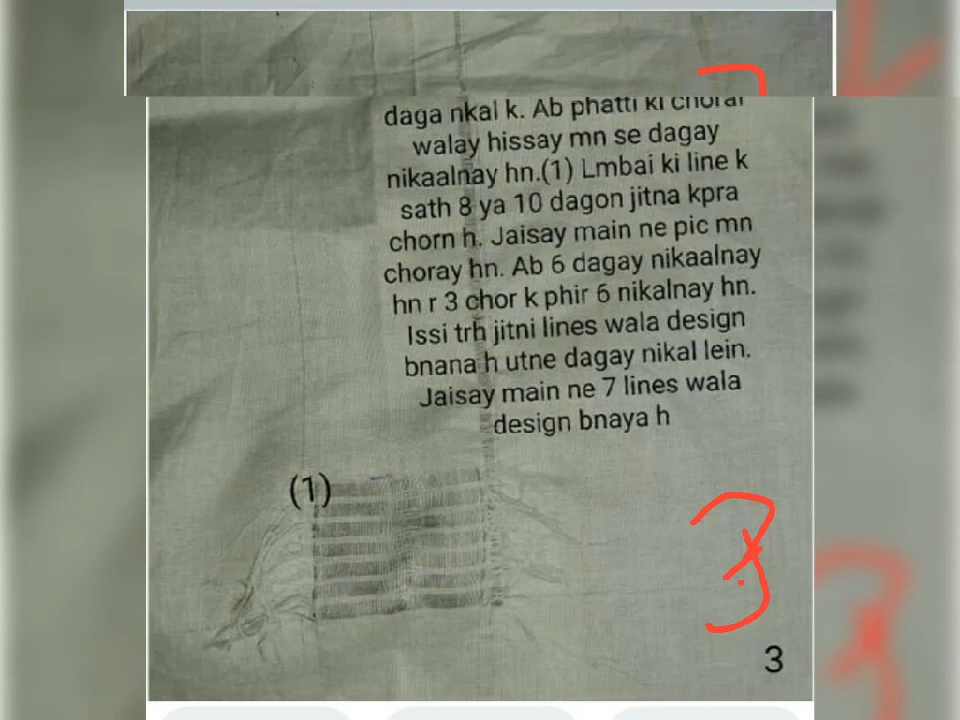 daga nkal k. Ab phatti ki chorai
walay hissay mn se dagay
nikaalnay hn.(1) Lmbai ki line k
sath 8 ya 10 dagon jitna kpra
chorn h. Jaisay main ne pic mn
choray hn. Ab 6 dagay nikaalnay
hn r 3 chor k phir 6 nikalnay hn.
Issi trh jitni lines wala design
bnana h utne dagay nikal lein.
Jaisay main ne 7 lines wala
design bnaya h
(1)
3
3